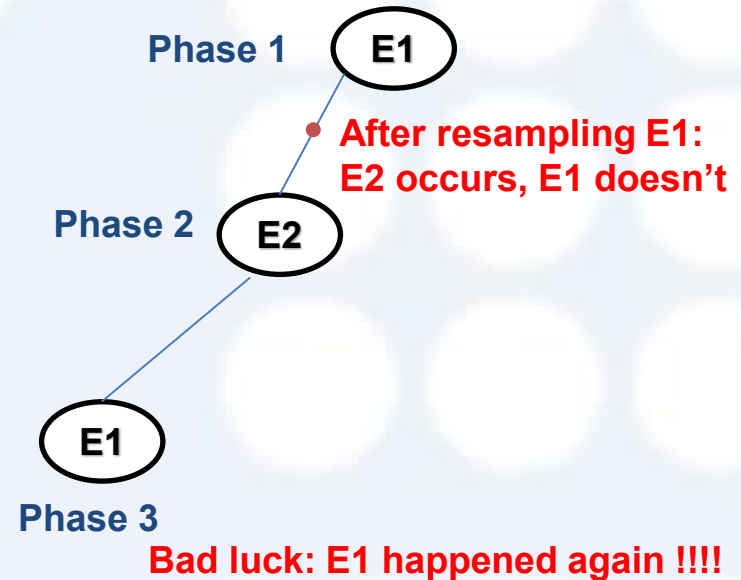 Phase 1
E1
After resampling E1:
E2 occurs, E1 doesn’t
Phase 2
E2
E1
Phase 3
Bad luck: E1 happened again !!!!